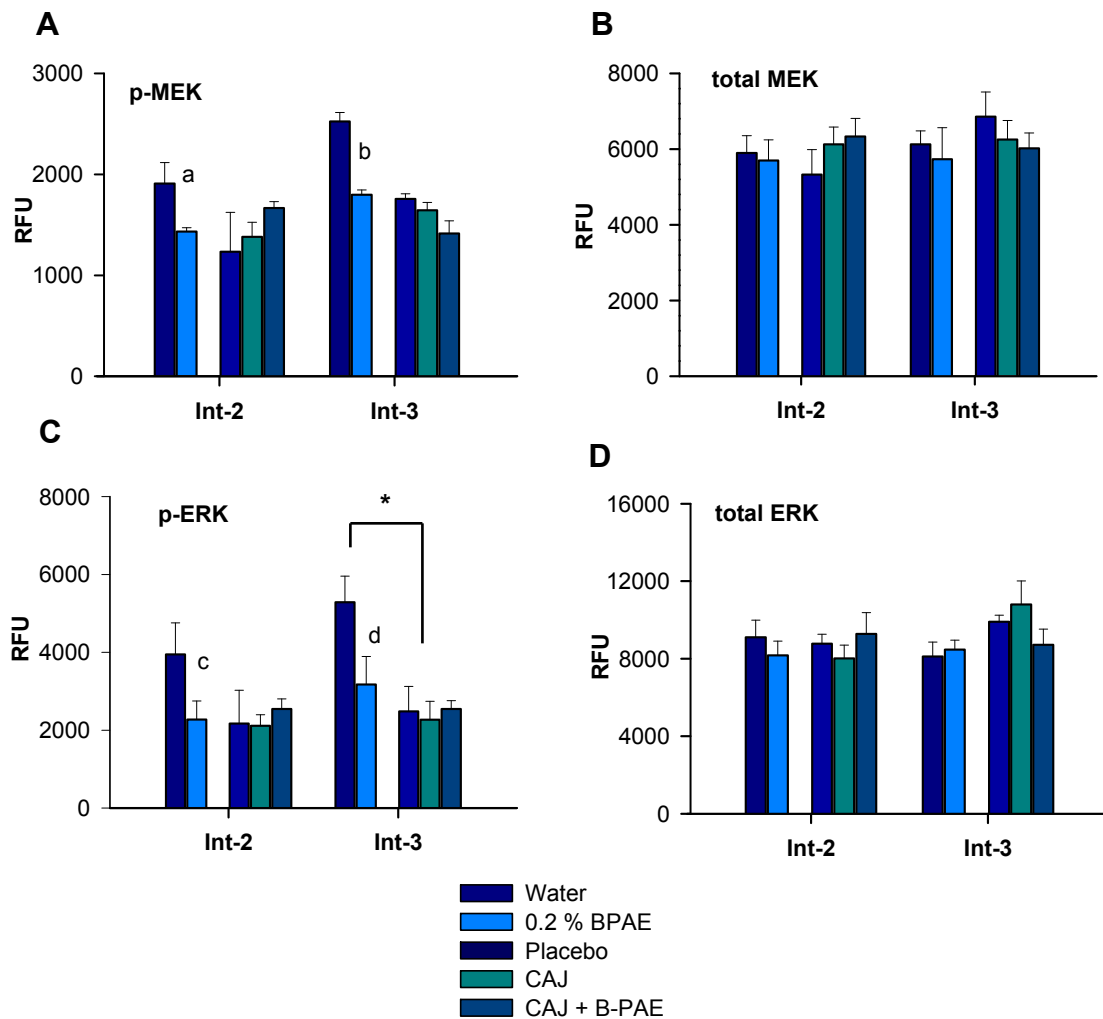 A
p-MEK
3000
2000
1000
0
RFU
a
b
Int-2
Int-3
B
total MEK
8000
6000
4000
2000
0
RFU
Int-2
Int-3
C
p-ERK
8000
6000
4000
2000
0
RFU
c
*
d
Int-2
Int-3
D
total ERK
16000
12000
8000
4000
0
RFU
Int-2
Int-3
Water
0.2 % BPAE
Placebo
CAJ
CAJ + B-PAE